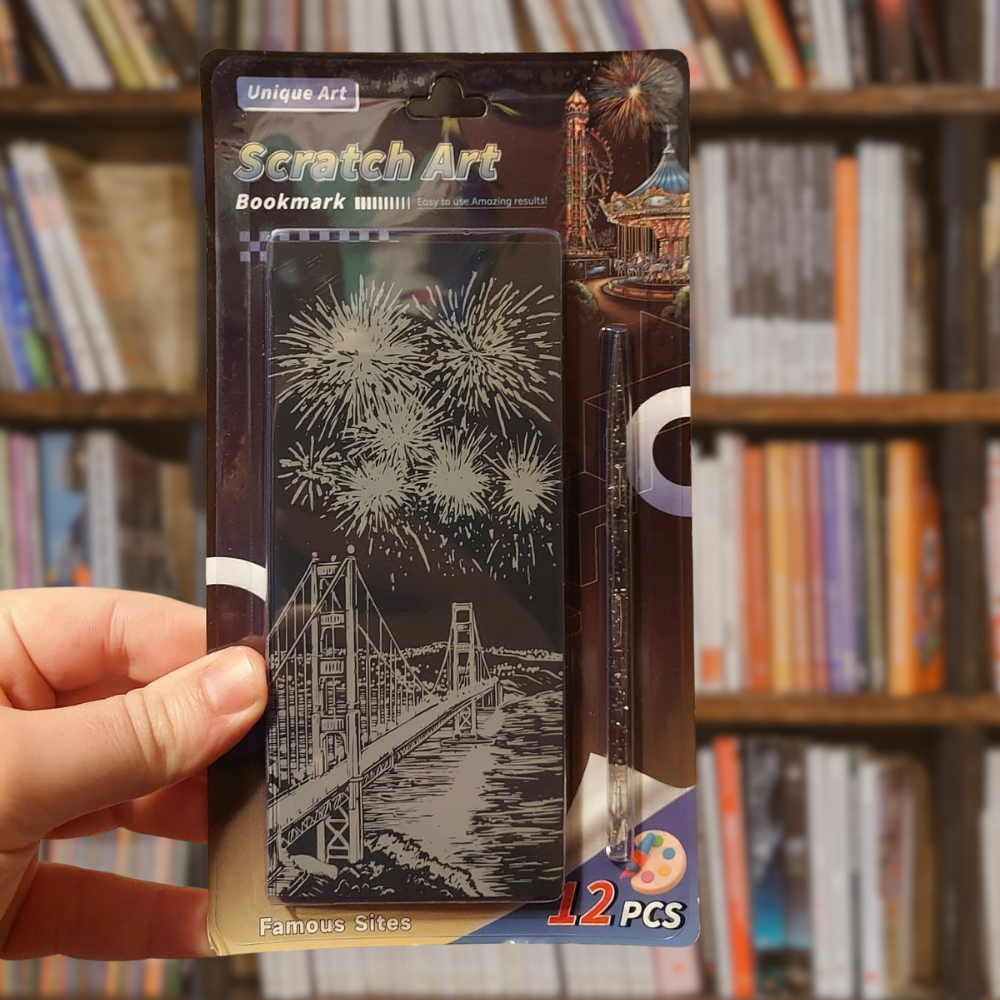 Unique Art
Scratch Art
Bookmark
Easy to use.Amazing results!
Famous Sites
12 PCS